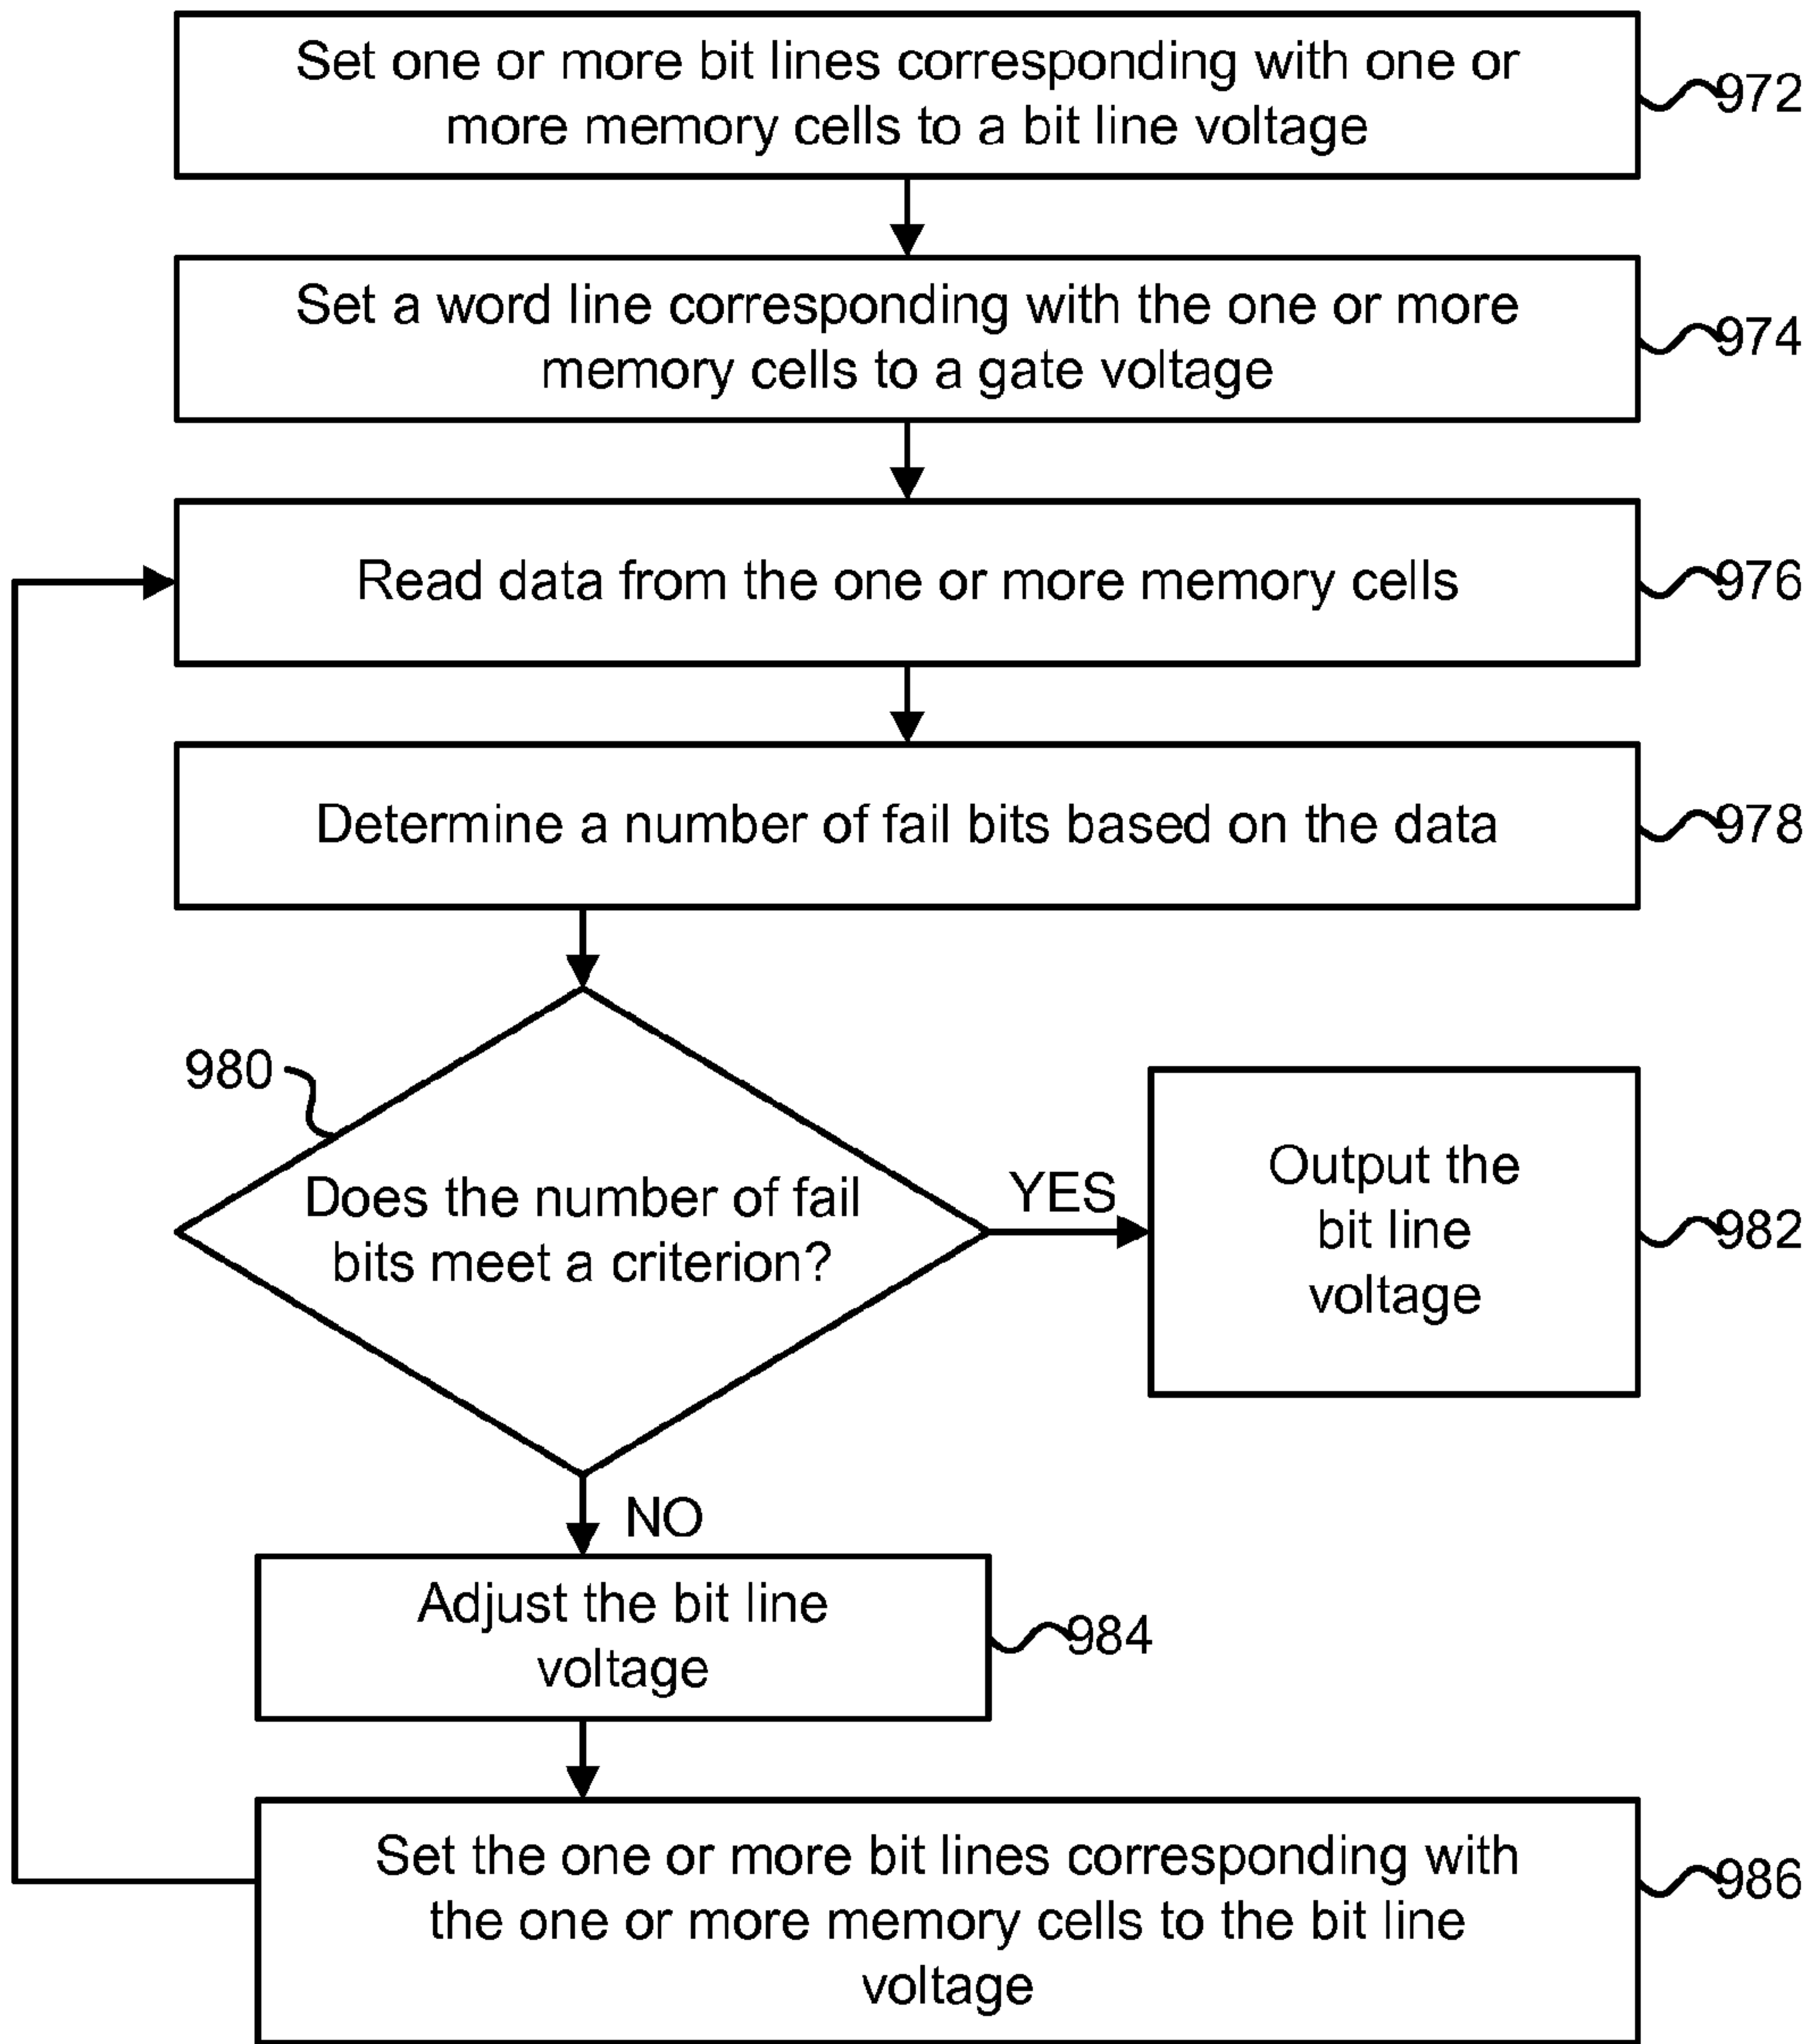 Set one or more bit lines corresponding with one or
more memory cells to a bit line voltage
972
Set a word line corresponding with the one or more
memory cells to a gate voltage
974
Read data from the one or more memory cells
976
Determine a number of fail bits based on the data
978
980
Does the number of fail
bits meet a criterion?
YES
Output the
bit line
voltage
982
NO
Adjust the bit line
voltage
984
Set the one or more bit lines corresponding with
the one or more memory cells to the bit line
voltage
986